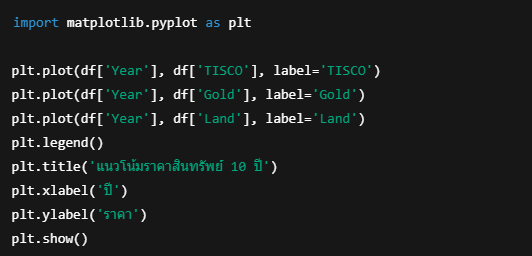 import matplotlib.pyplot as plt
plt.plot(df['Year'], df['TISCO'], label='TISCO')
plt.plot(df['Year'], df['Gold'], label='Gold')
plt.plot(df['Year'], df['Land'], label='Land')
plt.legend()
plt.title('แนวโน้มราคาสินทรัพย์ 10 ปี')
plt.xlabel('ปี')
plt.ylabel('ราคา')
plt.show()